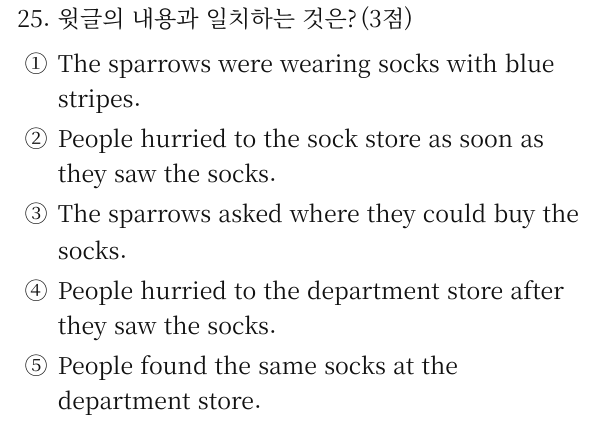 25. 윗글의 내용과 일치하는 것은?(3점)
① The sparrows were wearing socks with blue
stripes.
② People hurried to the sock store as soon as
they saw the socks.
③ The sparrows asked where they could buy the
socks.
④ People hurried to the department store after
they saw the socks.
⑤ People found the same socks at the
department store.